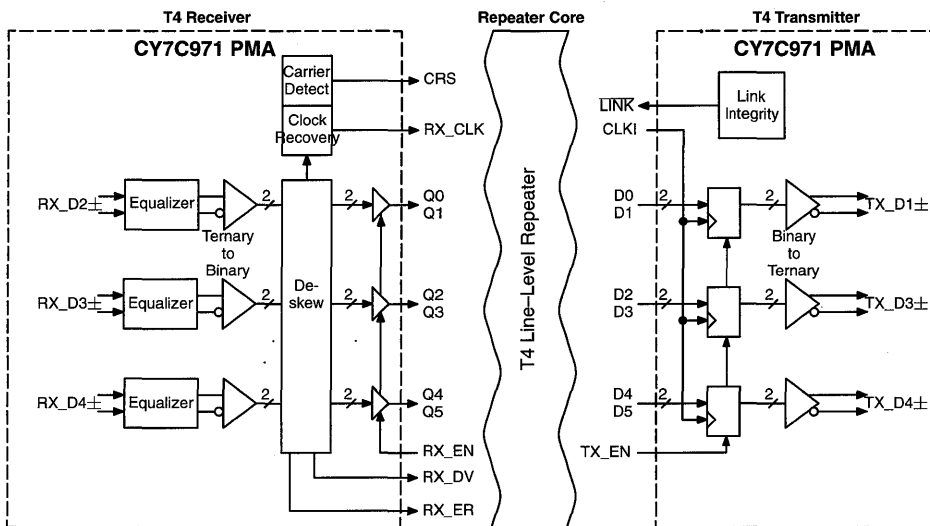 T4 Receiver
Repeater Core
T4 Transmitter
CY7C971 PMA
CY7C971 PMA
Carrier
Detect
CRS
Clock
Recovery
RX_CLK
LINK
CLKI
Link
Integrity
RX_D2±
Equalizer
2
2
Q0
Q1
Ternary
to
Binary
RX_D3±
Equalizer
2
De-
skew
2
Q2
Q3
RX_D4±
Equalizer
2
2
Q4
Q5
RX_EN
RX_DV
RX_ER
T4 Line–Level Repeater
D0
D1
2
2
TX_D1±
Binary
to
Ternary
D2
D3
2
2
TX_D3±
D4
D5
2
2
TX_D4±
TX_EN